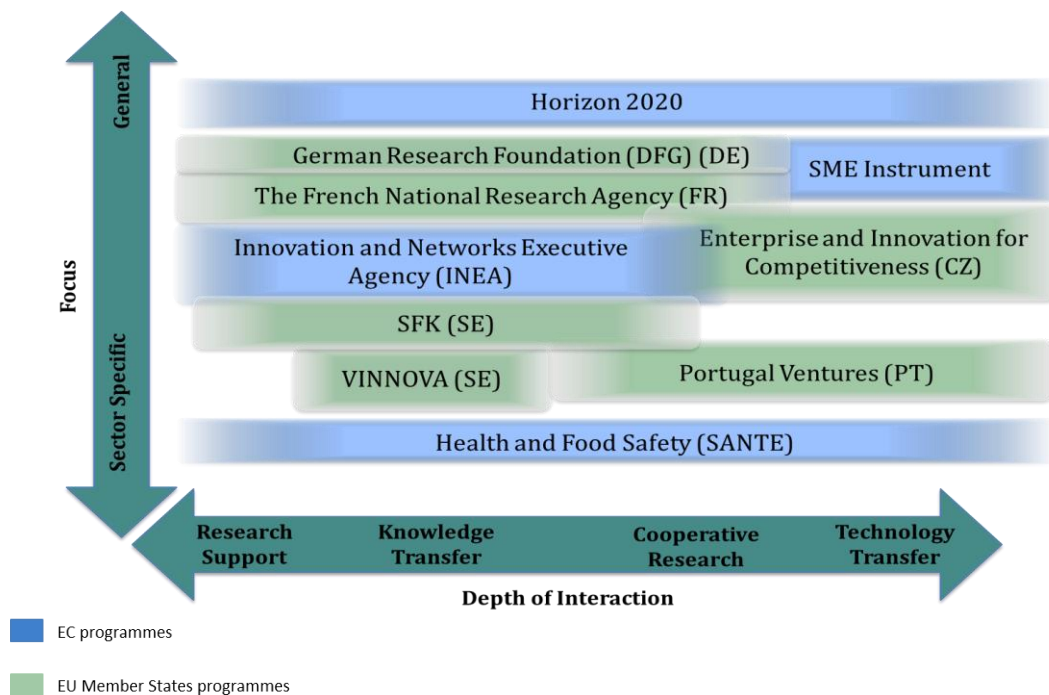 General
Focus
Sector Specific
Horizon 2020
German Research Foundation (DFG) (DE)
SME Instrument
The French National Research Agency (FR)
Innovation and Networks Executive
Agency (INEA)
Enterprise and Innovation for
Competitiveness (CZ)
SFK (SE)
VINNOVA (SE)
Portugal Ventures (PT)
Health and Food Safety (SANTE)
Research
Support
Knowledge
Transfer
Cooperative
Research
Technology
Transfer
Depth of Interaction
EC programmes
EU Member States programmes